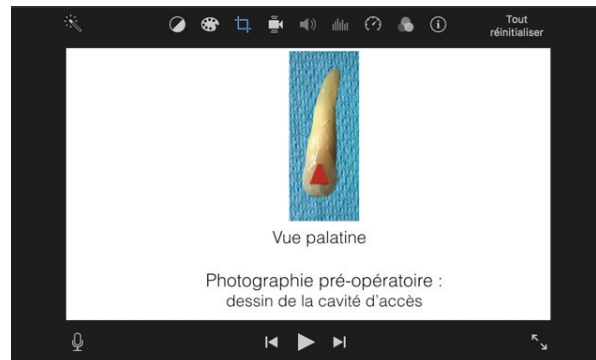 Tout
réinitialiser
Vue palatine
Photographie pré-opératoire :
dessin de la cavité d'accès